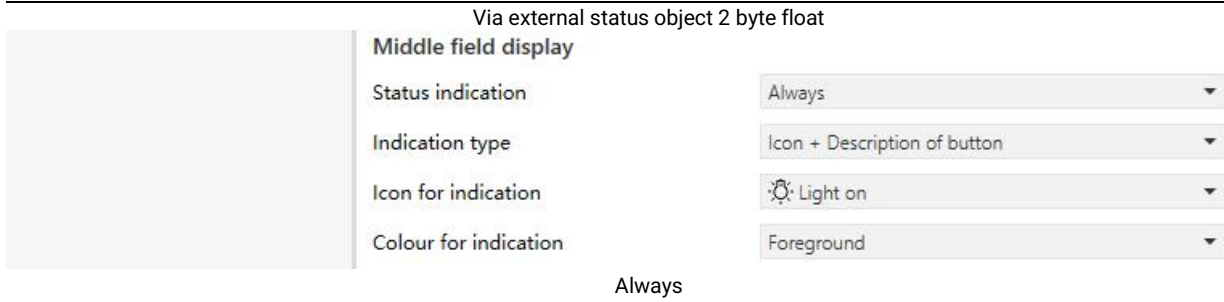 Via external status object 2 byte float
Middle field display
Status indication Always
Indication type Icon + Description of button
Icon for indication Light on
Colour for indication Foreground
Always